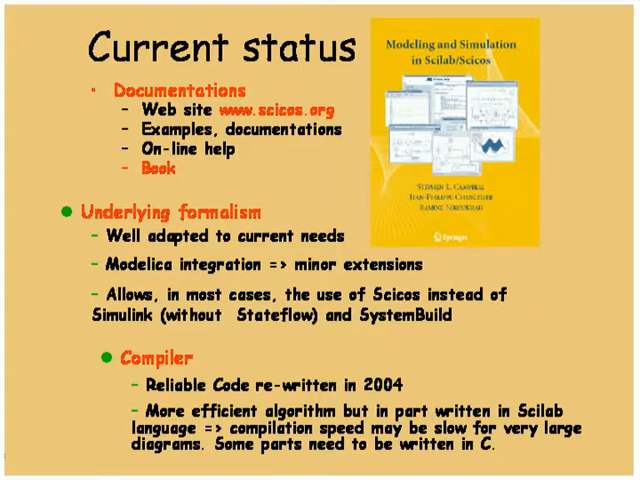 Current status
• Documentations
– Web site www.scicos.org
– Examples, documentations
– On-line help
– Book
Modeling and Simulation
in Scilab/Scicos
Stephen L. Campbell
Jean-Philippe Chancelier
Ramine Nikoukhah
Springer
● Underlying formalism
– Well adapted to current needs
– Modelica integration => minor extensions
– Allows, in most cases, the use of Scicos instead of
Simulink (without Stateflow) and SystemBuild
● Compiler
– Reliable Code re-written in 2004
– More efficient algorithm but in part written in Scilab
language => compilation speed may be slow for very large
diagrams. Some parts need to be written in C.